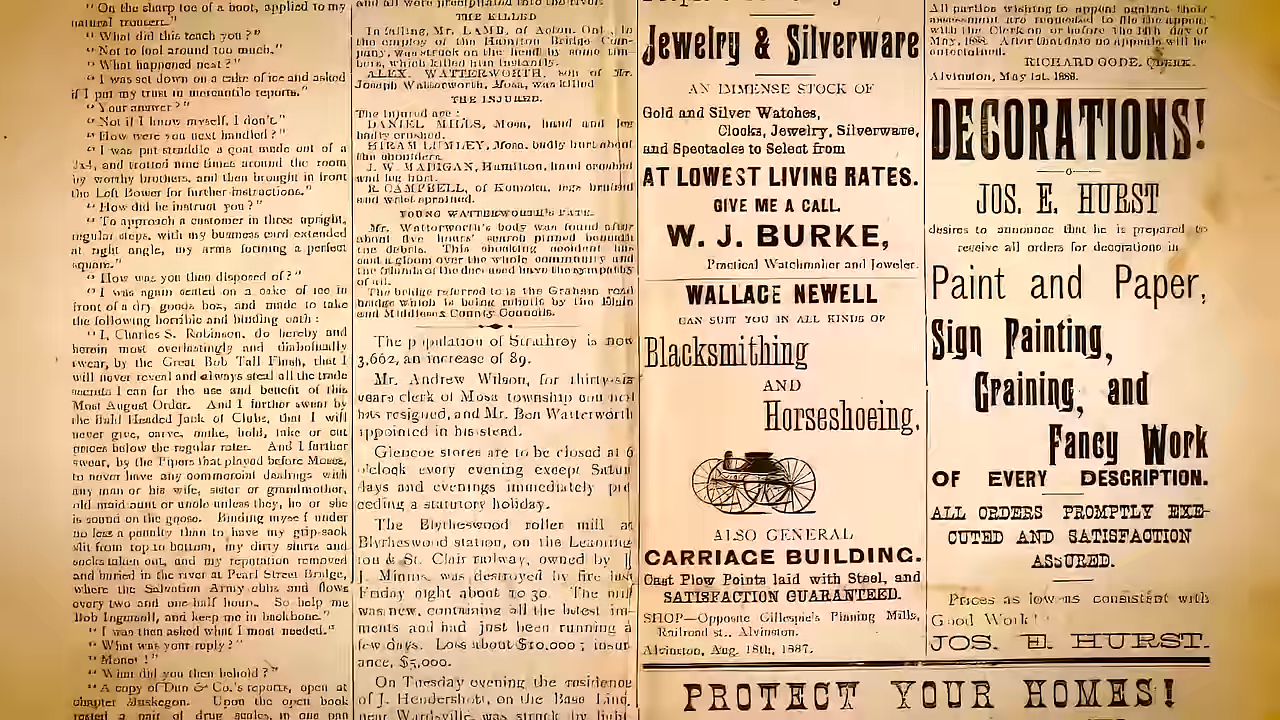 “ On the sharp toe of a boot, applied to my
natural trousers.”
“ What did this teach you ?”
“ Not to fool around too much.”
“ What happened next ?”
“ I was set down on a cake of ice and asked
if I put my trust in mercantile reports.”
“ Your answer ?”
“ Not if I know myself, I don't.”
“ How were you next handled ?”
“ I was put straddle a goat made out of a
2x4, and trotted nine times around the room
by worthy brothers, and then brought in front
the Loft Bower for further instructions.”
“ How did he instruct you ?”
“ To approach a customer in three upright,
regular steps, with my business card extended
at right angle, my arms forming a perfect
square.”
“ How was you then disposed of ?”
“ I was again seated on a cake of ice in
front of a dry goods box, and made to take
the following horrible and binding oath :
“ I, Charles S. Robinson, do hereby and
herein most everlastingly and diabolically
swear, by the Great Bob Tail Flush, that I
will never reveal and always steal all the trade
secrets I can for the use and benefit of this
Most August Order. And I further swear by
the Bald Headed Jack of Clubs, that I will
never give, carve, make, hold, take or cut
prices below the regular rates. And I further
swear, by the Pipers that played before Moses,
to never have any commercial dealings with
any man or his wife, sister or grandmother,
old maid aunt or uncle unless they, he or she
is sound on the goose. Binding myself under
no less a penalty than to have my grip-sack
slit from top to bottom, my dirty shirts and
socks taken out, and my reputation removed
and buried in the river at Pearl Street Bridge,
where the Salvation Army ebbs and flows
every two and one-half hours. So help me
Bob Ingersoll, and keep me in backbone.”
“ I was then asked what I most needed.”
“ What was your reply ?”
“ Mono' !”
“ What did you then behold ?”
“ A copy of Dun & Co.'s reports, open at
chapter Muskegon. Upon the open book
rested a pair of drug scales, in one pan
and all were precipitated into the river.
THE KILLED
In falling, Mr. LAMB, of Acton, Ont., in
the employ of the Hamilton Bridge Com-
pany, was struck on the head by some tim-
bers, which killed him instantly.
ALEX. WATTERWORTH, son of Mr.
Joseph Watterworth, Mosa, was killed
THE INJURED.
The injured are :
DANIEL MILLS, Mosa, hand and leg
badly crushed.
HIRAM LUMLEY, Mosa, badly hurt about
the shoulders.
J. W. MADIGAN, Hamilton, hand crushed
and leg hurt.
R. CAMPBELL, of Komoka, legs bruised
and wrist sprained.
YOUNG WATTERWORTH'S FATE.
Mr. Watterworth's body was found after
about five hours' search pinned beneath
the debris. This shocking accident has
cast a gloom over the whole community and
the friends of the deceased have the sympathy
of all.
The bridge referred to is the Graham road
bridge which is being rebuilt by the Elgin
and Middlesex County Councils.
The population of Strathroy is now
3,662, an increase of 89.
Mr. Andrew Wilson, for thirty-six
years clerk of Mosa township council
has resigned, and Mr. Ben Watterworth
appointed in his stead.
Glencoe stores are to be closed at 6
o'clock every evening except Satur
days and evenings immediately pre
ceding a statutory holiday.
The Blytheswood roller mill at
Blytheswood station, on the Leaming
ton & St. Clair railway, owned by
J. Minnis, was destroyed by fire last
Friday night about 10 30. The mill
was new, containing all the latest im-
ments and had just been running a
few days. Loss about $10,000 ; insur
ance, $5,000.
On Tuesday evening the residence
of J. Hendershott, on the Base Line,
near Wardsville, was struck by light
Jewelry & Silverware
AN IMMENSE STOCK OF
Gold and Silver Watches,
Clocks, Jewelry, Silverware,
and Spectacles to Select from
AT LOWEST LIVING RATES.
GIVE ME A CALL.
W. J. BURKE,
Practical Watchmaker and Jeweler.
WALLACE NEWELL
CAN SUIT YOU IN ALL KINDS OF
Blacksmithing
AND
Horseshoeing.
ALSO GENERAL
CARRIAGE BUILDING.
Cast Plow Points laid with Steel, and
SATISFACTION GUARANTEED.
SHOP—Opposite Gillespie's Planing Mills,
Railroad st., Alvinston.
Alvinston, Aug. 18th, 1887.
All parties wishing to appeal against their
assessment are requested to file the appeal
with the Clerk on or before the 14th day of
May, 1888. After that date no appeals will be
entertained.
RICHARD CODE, Clerk.
Alvinston, May 1st, 1888.
DECORATIONS!
—o—
JOS. E. HURST
desires to announce that he is prepared to
receive all orders for decorations in
Paint and Paper,
Sign Painting,
Graining, and
Fancy Work
OF EVERY DESCRIPTION.
ALL ORDERS PROMPTLY EXE-
CUTED AND SATISFACTION
ASSURED.
Prices as low as consistent with
Good Work !
JOS. E. HURST.
PROTECT YOUR HOMES!